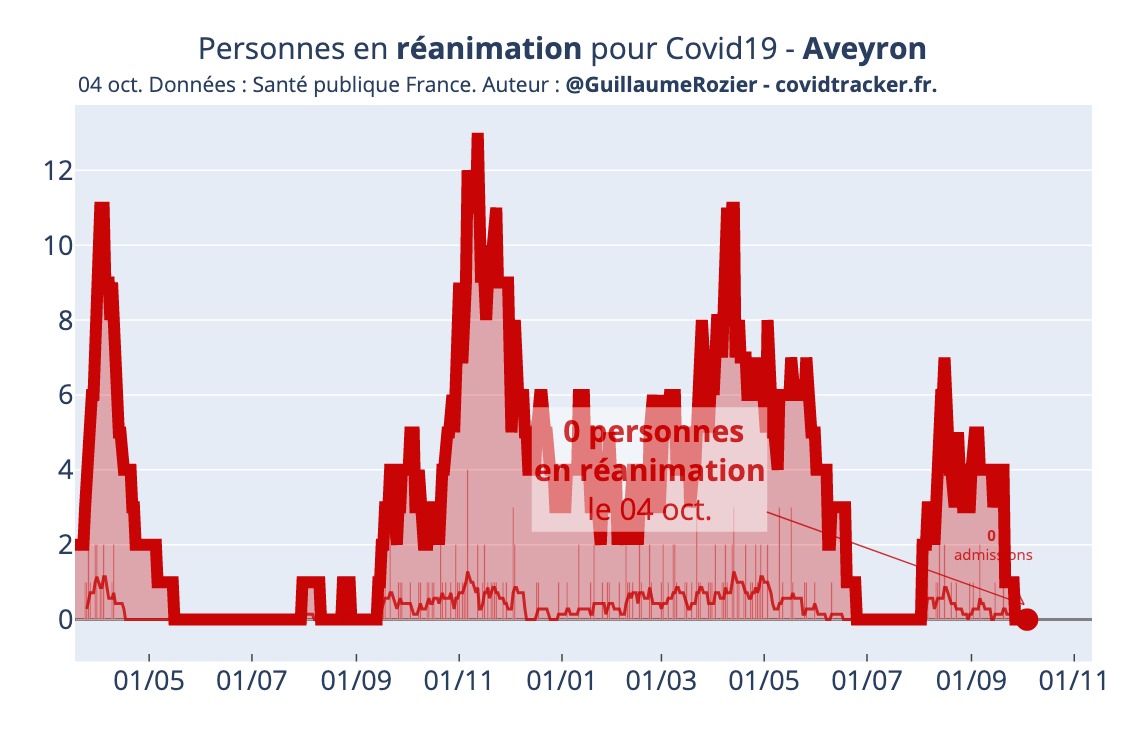 Personnes en réanimation pour Covid19 - Aveyron
04 oct. Données : Santé publique France. Auteur : @GuillaumeRozier - covidtracker.fr.
12
10
8
6
4
2
0
0 personnes
en réanimation
le 04 oct.
0
admissions
01/05 01/07 01/09 01/11 01/01 01/03 01/05 01/07 01/09 01/11